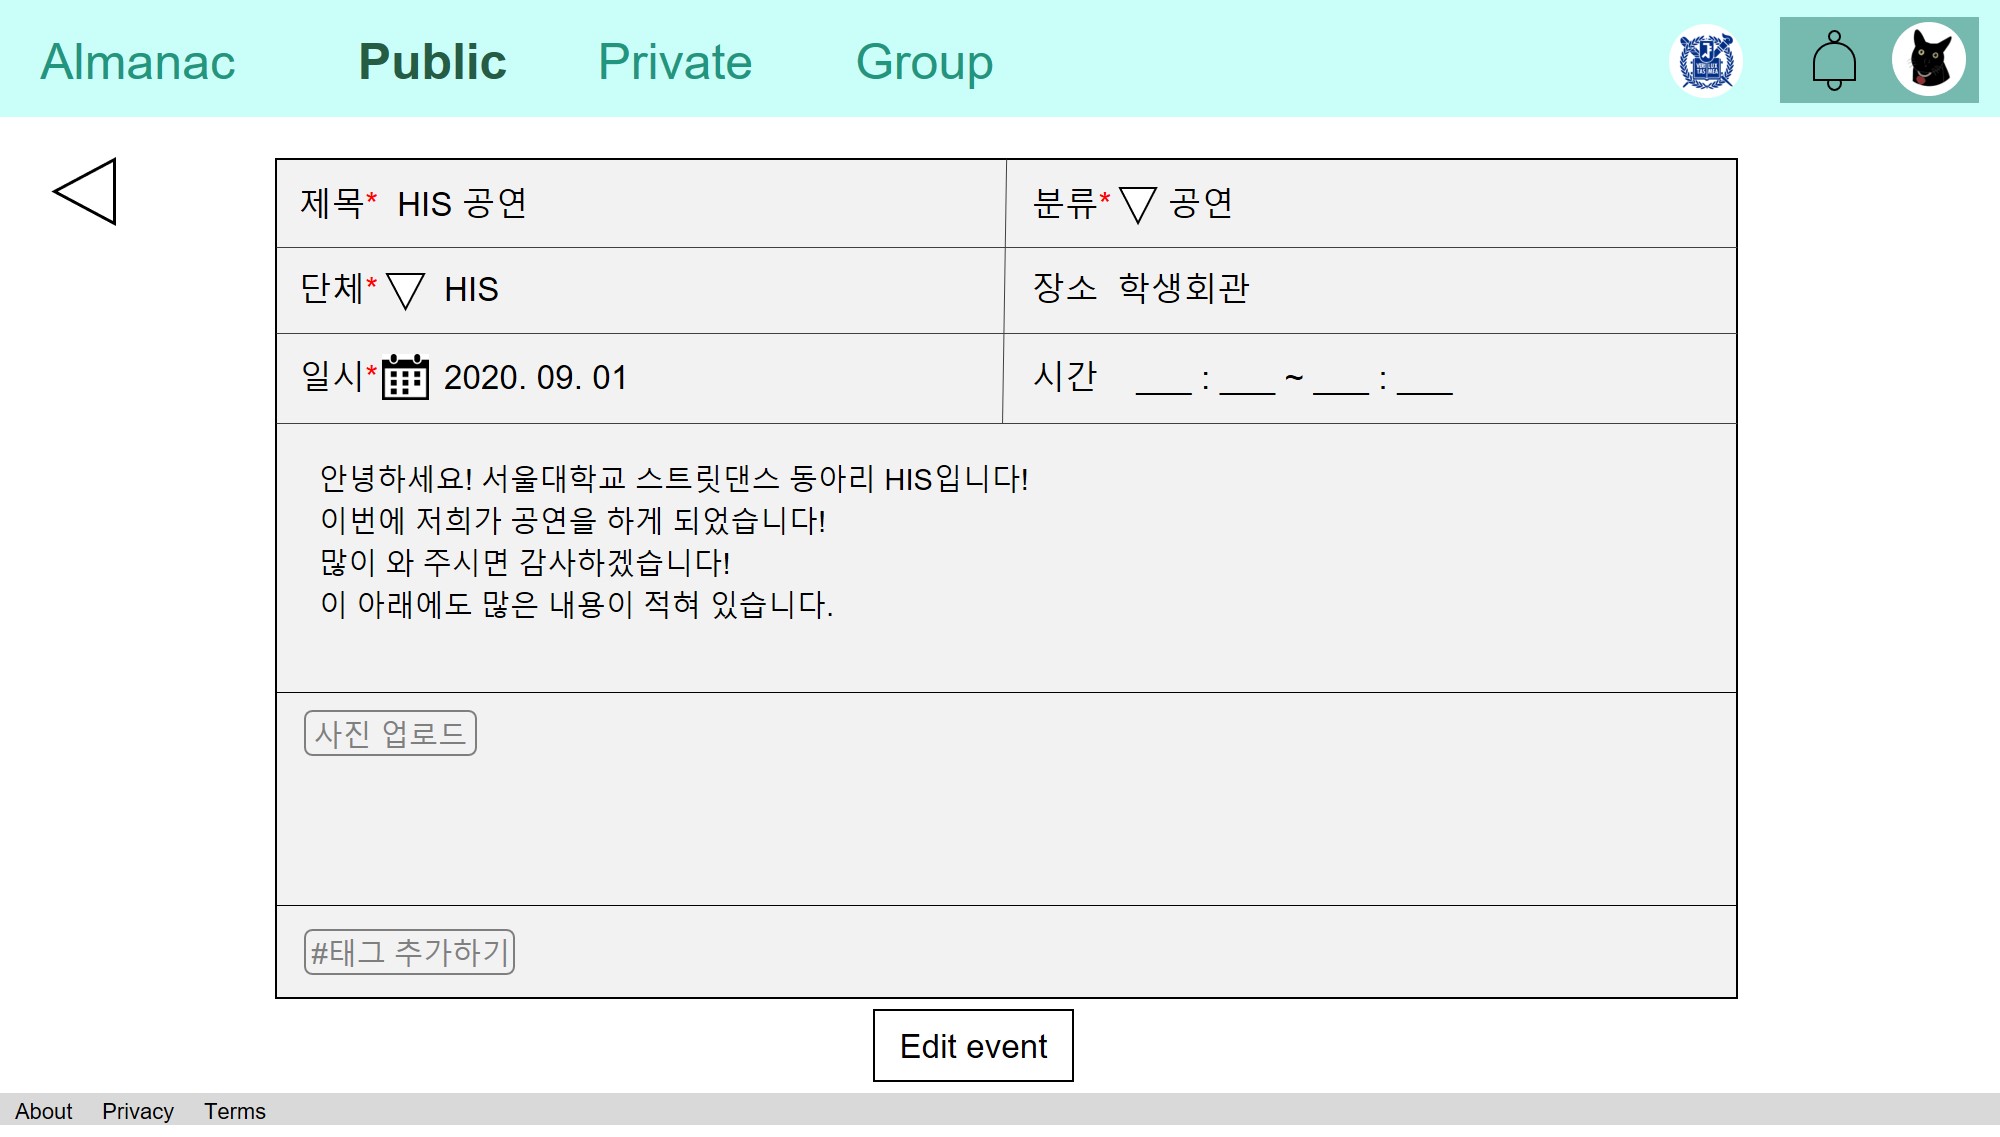 Almanac Public Private Group
제목* HIS 공연 분류* 공연
단체* HIS 장소 학생회관
일시* 2020. 09. 01 시간 ___ : ___ ~ ___ : ___
안녕하세요! 서울대학교 스트릿댄스 동아리 HIS입니다!
이번에 저희가 공연을 하게 되었습니다!
많이 와 주시면 감사하겠습니다!
이 아래에도 많은 내용이 적혀 있습니다.
사진 업로드
#태그 추가하기
Edit event
About Privacy Terms